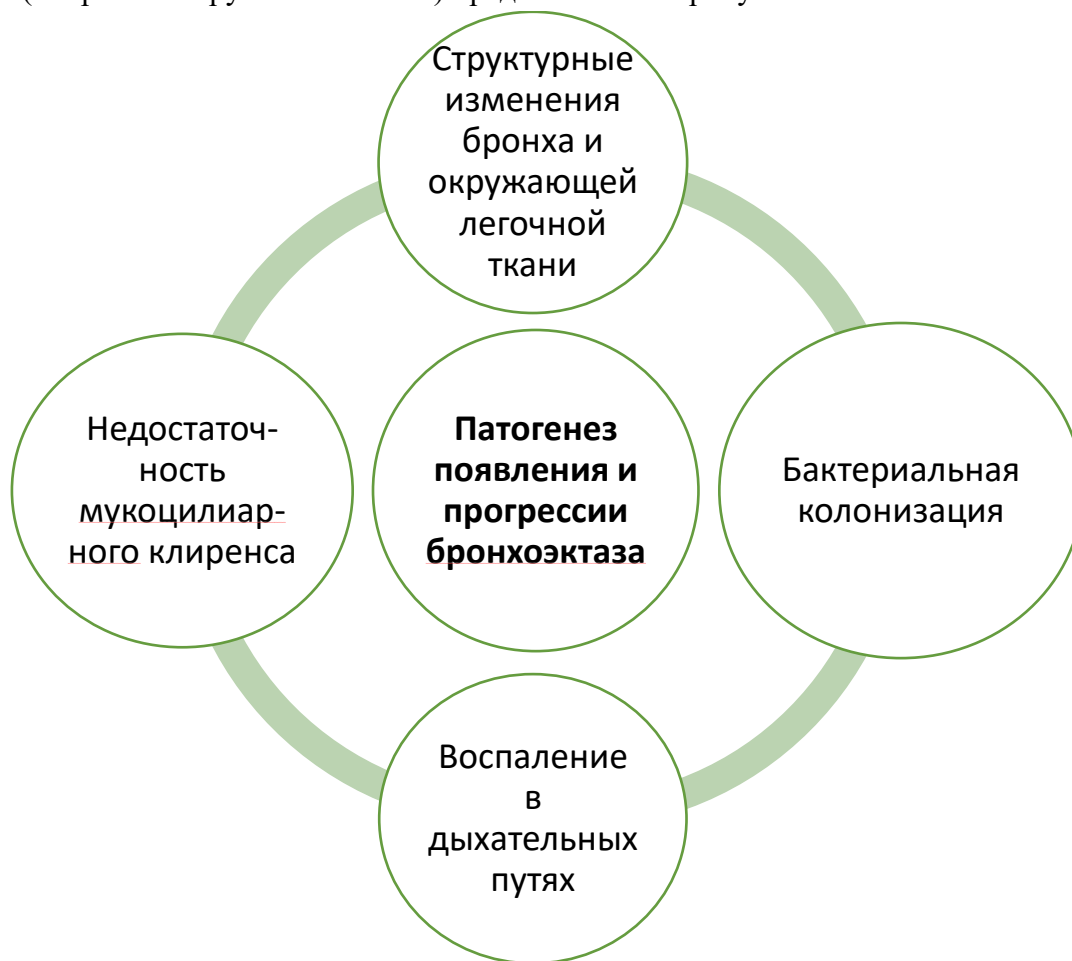 Структурные
изменения
бронха и
окружающей
легочной
ткани
Недостаточ-
ность
мукоцилиар-
ного клиренса
Патогенез
появления и
прогрессии
бронхоэктаза
Бактериальная
колонизация
Воспаление
в
дыхательных
путях